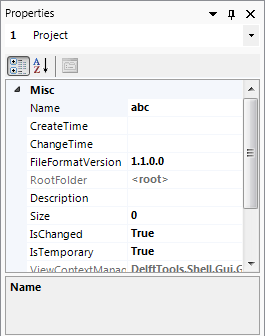 Properties
1 Project
Misc
Name abc
CreateTime
ChangeTime
FileFormatVersion 1.1.0.0
RootFolder <root>
Description
Size 0
IsChanged True
IsTemporary True
ViewContextManag DelftTools.Shell.Gui.G
Name